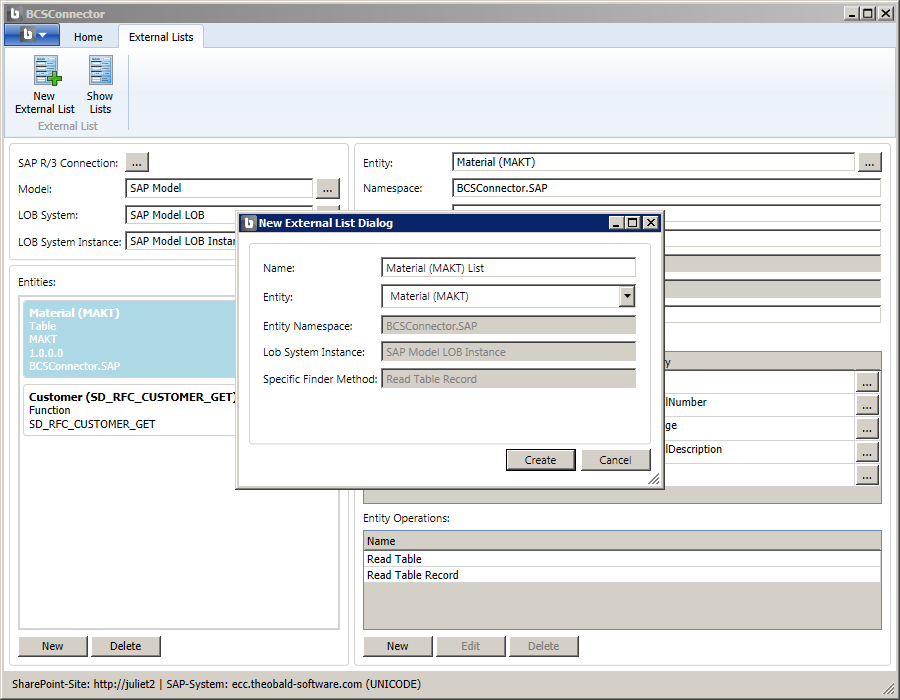 BCSConnector
Home
External Lists
New
External List
Show
Lists
External List
SAP R/3 Connection:
...
Model:
SAP Model
...
LOB System:
SAP Model LOB
LOB System Instance:
SAP Model LOB Instan
Entities:
Material (MAKT)
Table
MAKT
1.0.0.0
BCSConnector.SAP
Customer (SD_RFC_CUSTOMER_GET)
Function
SD_RFC_CUSTOMER_GET
New
Delete
Entity:
Material (MAKT)
...
Namespace:
BCSConnector.SAP
y
...
lNumber
...
ge
...
lDescription
...
...
Entity Operations:
Name
Read Table
Read Table Record
New
Edit
Delete
New External List Dialog
Name:
Material (MAKT) List
Entity:
Material (MAKT)
Entity Namespace:
BCSConnector.SAP
Lob System Instance:
SAP Model LOB Instance
Specific Finder Method:
Read Table Record
Create
Cancel
SharePoint-Site: http://juliet2 | SAP-System: ecc.theobald-software.com (UNICODE)